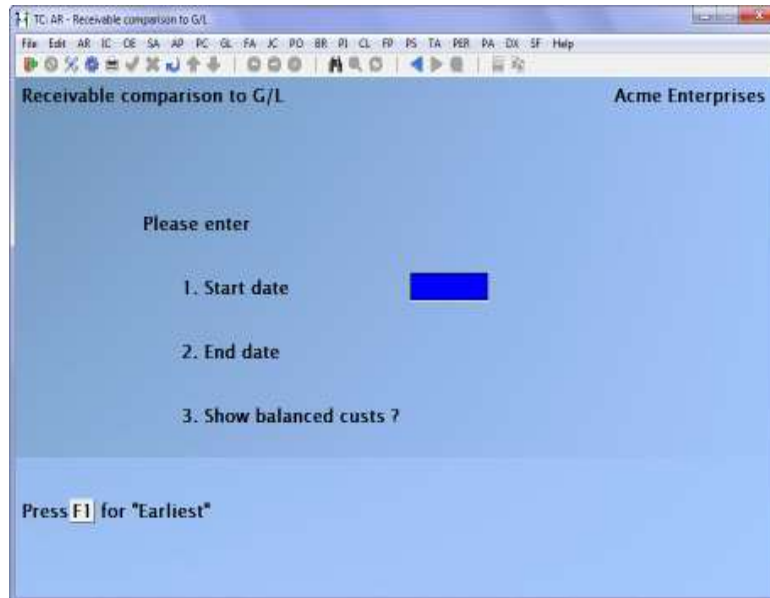 TC: AR - Receivable comparison to G/L
File Edit AR IC OE SA AP PC GL FA JC PO BR PI CL FP PS TA PER PA DX SF Help
Receivable comparison to G/L Acme Enterprises
Please enter
1. Start date
2. End date
3. Show balanced custs ?
Press F1 for "Earliest"